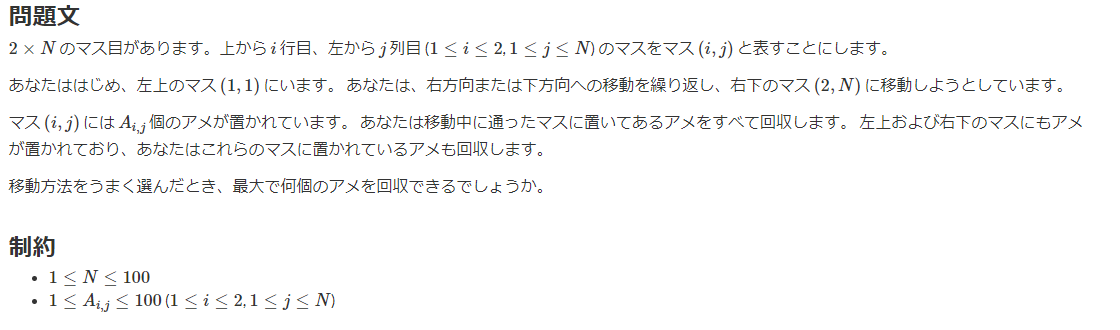 問題文
2 × N のマス目があります。上から i 行目、左から j 列目 (1 ≤ i ≤ 2, 1 ≤ j ≤ N) のマスをマス (i, j) と表すことにします。
あなたははじめ、左上のマス (1, 1) にいます。 あなたは、右方向または下方向への移動を繰り返し、右下のマス (2, N) に移動しようとしています。
マス (i, j) には A_{i,j} 個のアメが置かれています。 あなたは移動中に通ったマスに置いてあるアメをすべて回収します。 左上および右下のマスにもアメ
が置かれており、あなたはこれらのマスに置かれているアメも回収します。
移動方法をうまく選んだとき、最大で何個のアメを回収できるでしょうか。
制約
• 1 ≤ N ≤ 100
• 1 ≤ A_{i,j} ≤ 100 (1 ≤ i ≤ 2, 1 ≤ j ≤ N)